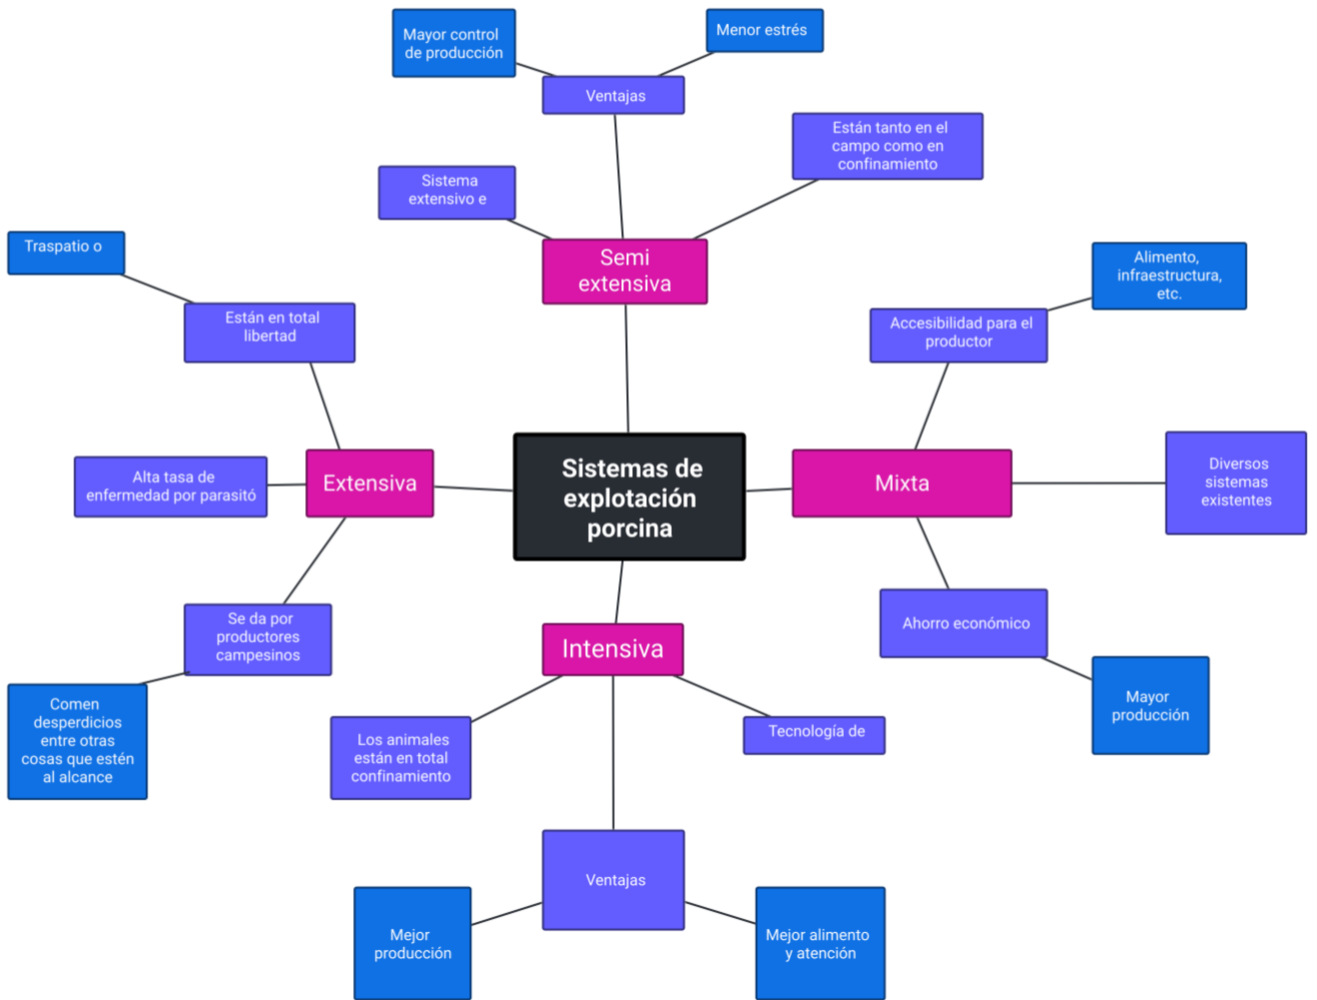 Mayor control
de producción
Menor estrés
Ventajas
Están tanto en el
campo como en
confinamiento
Sistema
extensivo e
Semi
extensiva
Traspatio o
Están en total
libertad
Alimento,
infraestructura,
etc.
Accesibilidad para el
productor
Alta tasa de
enfermedad por parasitó
Extensiva
Sistemas de
explotación
porcina
Mixta
Diversos
sistemas
existentes
Se da por
productores
campesinos
Ahorro económico
Intensiva
Comen
desperdicios
entre otras
cosas que estén
al alcance
Mayor
producción
Los animales
están en total
confinamiento
Tecnología de
Ventajas
Mejor
producción
Mejor alimento
y atención